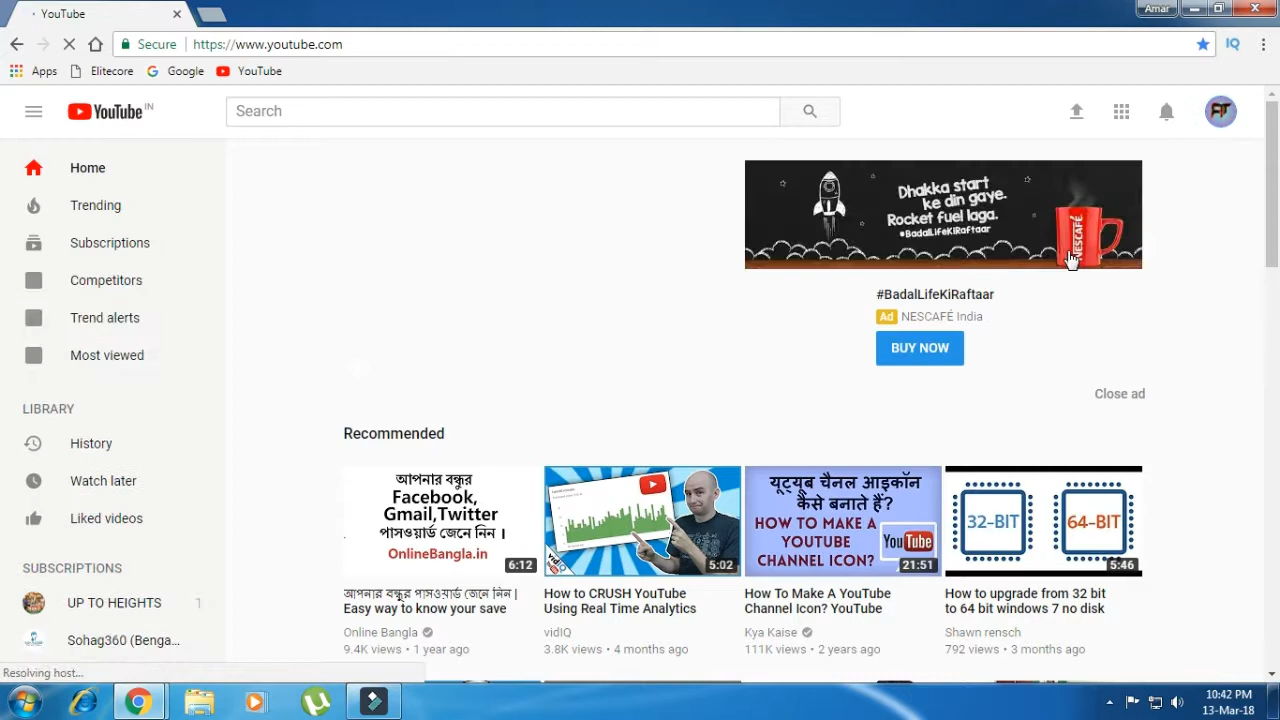 YouTube
Amar
Secure
https://www.youtube.com
IQ
Apps
Elitecore
Google
YouTube
YouTube IN
Search
Home
Trending
Subscriptions
Competitors
Trend alerts
Most viewed
LIBRARY
History
Watch later
Liked videos
SUBSCRIPTIONS
UP TO HEIGHTS 1
Sohag360 (Benga...
Resolving host...
Dhakka start
ke din gaye.
Rocket fuel laga.
#BadalLifeKiRaftaar
NESCAFÉ
#BadalLifeKiRaftaar
Ad NESCAFÉ India
BUY NOW
Close ad
Recommended
আপনার বন্ধুর
Facebook,
Gmail,Twitter
পাসওয়ার্ড জেনে নিন ।
OnlineBangla.in
6:12
আপনার বন্ধুর পাসওয়ার্ড জেনে নিন |
Easy way to know your save
Online Bangla
9.4K views • 1 year ago
5:02
How to CRUSH YouTube
Using Real Time Analytics
vidIQ
3.8K views • 4 months ago
यूट्यूब चैनल आइकॉन
कैसे बनाते हैं?
HOW TO MAKE A
YOUTUBE
CHANNEL ICON?
YouTube
21:51
How To Make A YouTube
Channel Icon? YouTube
Kya Kaise
111K views • 2 years ago
32-BIT
64-BIT
5:46
How to upgrade from 32 bit
to 64 bit windows 7 no disk
Shawn rensch
792 views • 3 months ago
10:42 PM
13-Mar-18